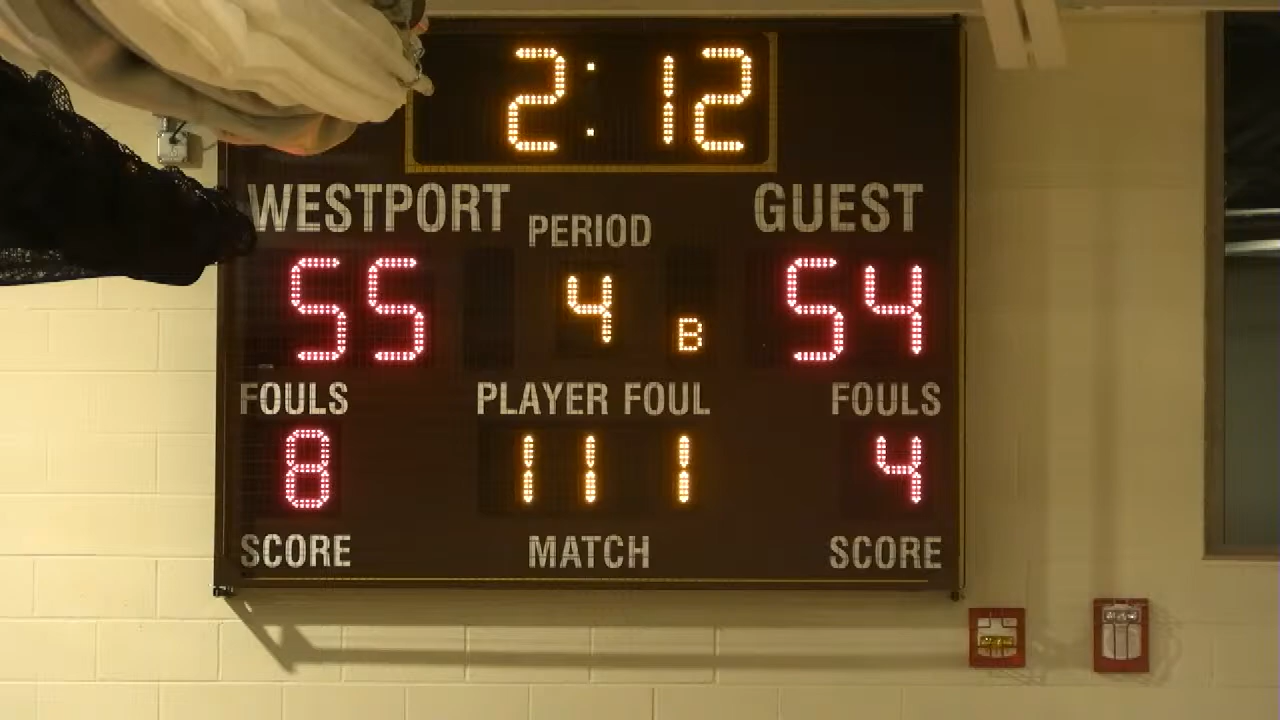 2:12
WESTPORT PERIOD GUEST
55 4 B 54
FOULS PLAYER FOUL FOULS
8 11 1 4
SCORE MATCH SCORE